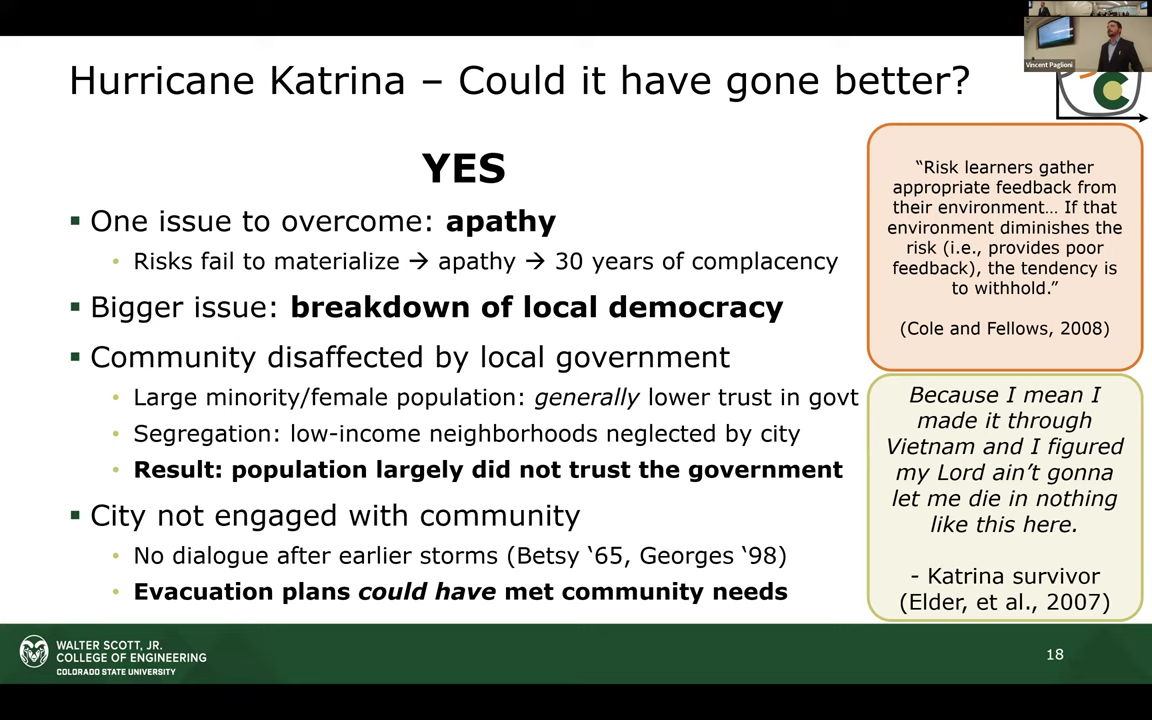 Vincent Paglioni
Hurricane Katrina – Could it have gone better?
YES
▪ One issue to overcome: apathy
• Risks fail to materialize → apathy → 30 years of complacency
▪ Bigger issue: breakdown of local democracy
▪ Community disaffected by local government
• Large minority/female population: generally lower trust in govt
• Segregation: low-income neighborhoods neglected by city
• Result: population largely did not trust the government
▪ City not engaged with community
• No dialogue after earlier storms (Betsy ‘65, Georges ‘98)
• Evacuation plans could have met community needs
“Risk learners gather
appropriate feedback from
their environment… If that
environment diminishes the
risk (i.e., provides poor
feedback), the tendency is
to withhold.”
(Cole and Fellows, 2008)
Because I mean I
made it through
Vietnam and I figured
my Lord ain’t gonna
let me die in nothing
like this here.
- Katrina survivor
(Elder, et al., 2007)
WALTER SCOTT, JR.
COLLEGE OF ENGINEERING
COLORADO STATE UNIVERSITY
18